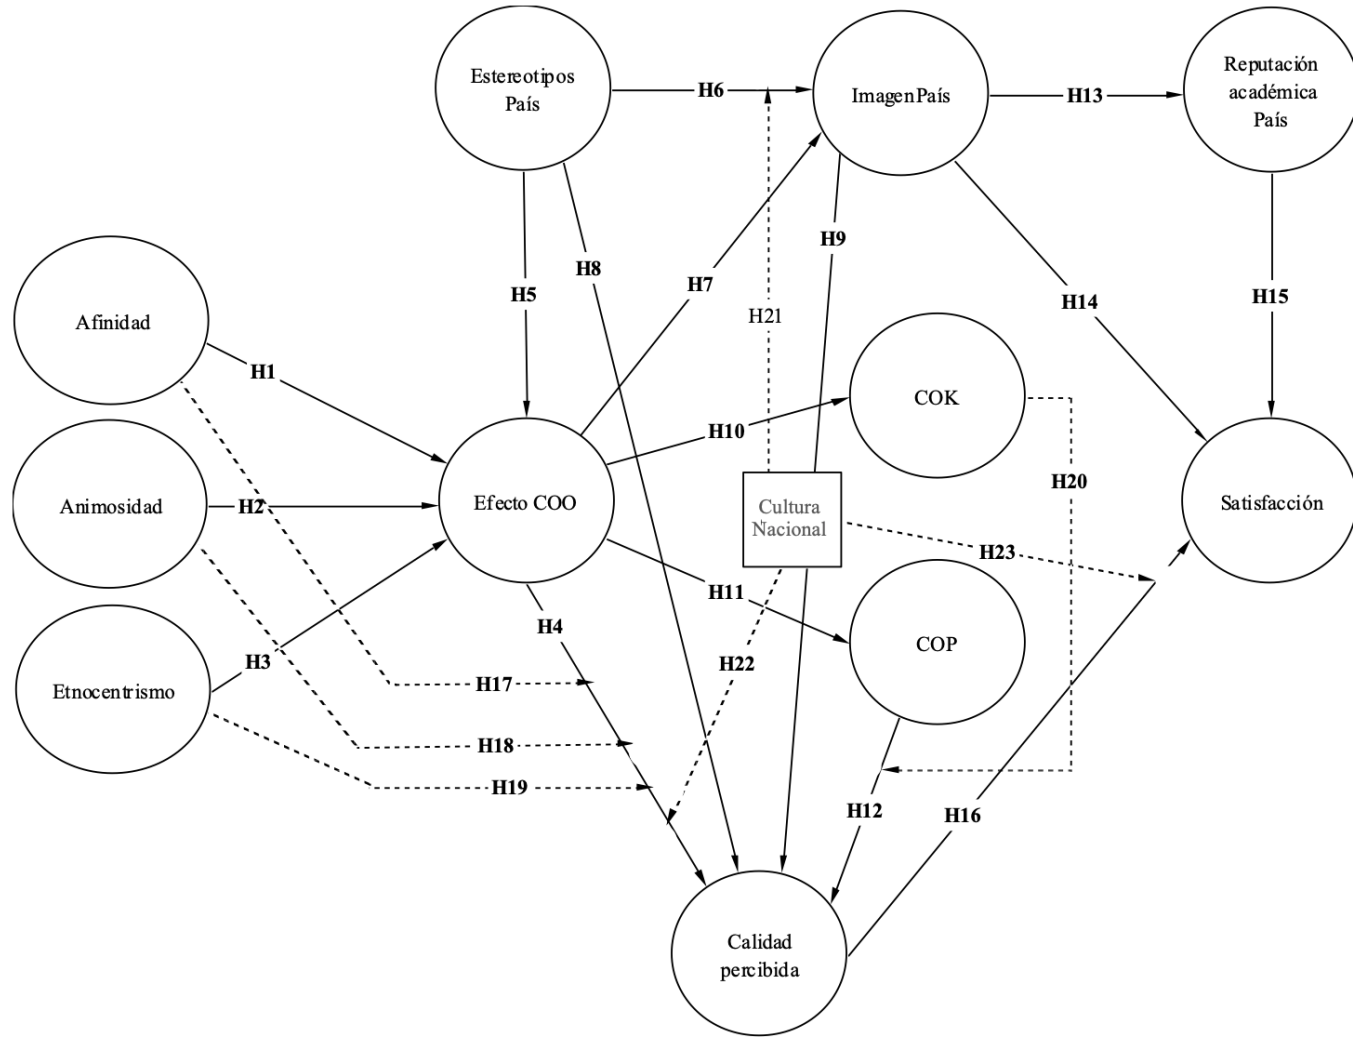 Estereotipos
País
H6
Imagen País
H13
Reputación
académica
País
H9
H8
H7
H5
H14
H15
H21
Afinidad
H1
COK
H10
H20
Animosidad
H2
Efecto COO
Cultura
Nacional
Satisfacción
H23
H11
H4
COP
H3
H22
Etnocentrismo
H17
H18
H19
H12
H16
Calidad
percibida